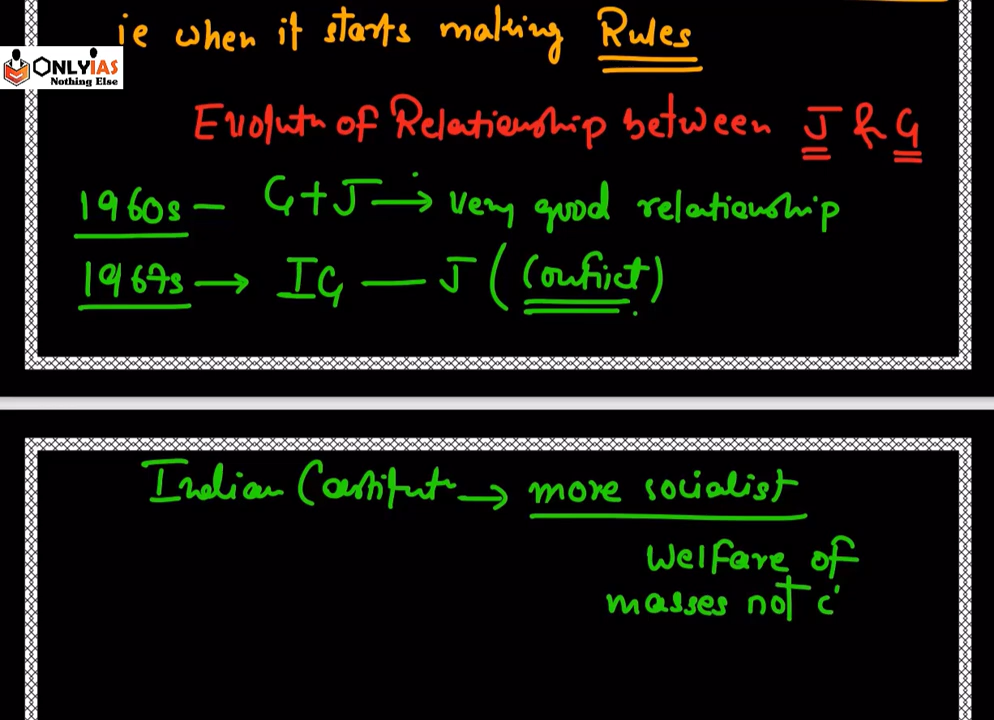 ie when it starts making Rules
ONLYIAS
Nothing Else
Evolutn of Relationship between J & G
1960s - G+J → very good relationship
1967s → IG — J (Conflict)
Indian Constitutn → more socialist
Welfare of
masses not c